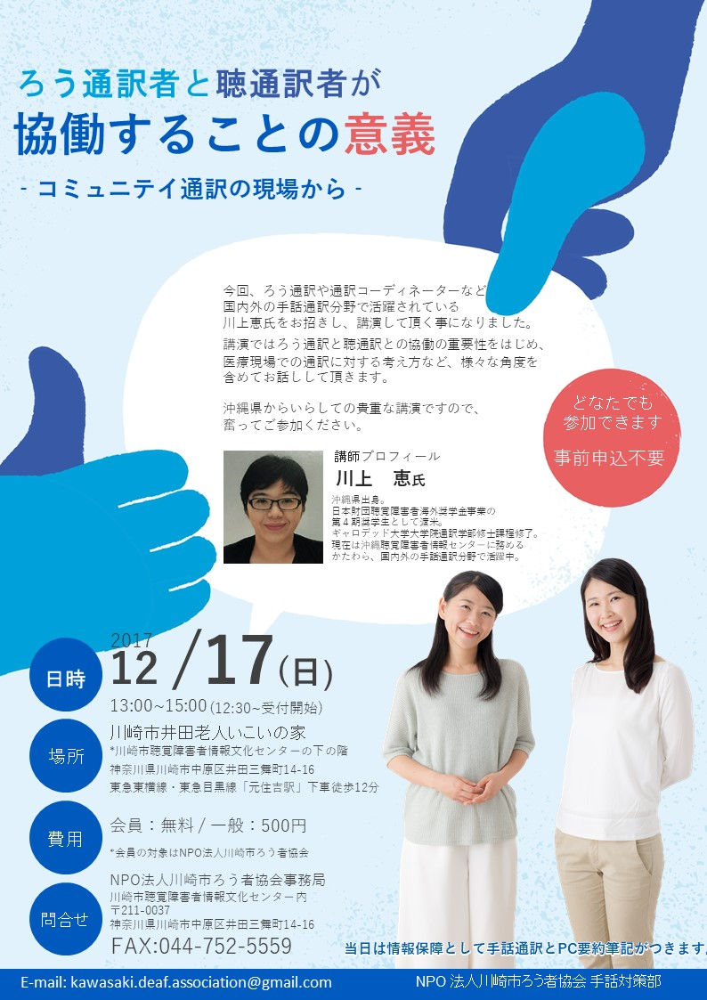 ろう通訳者と聴通訳者が
協働することの意義
- コミュニテイ通訳の現場から -
今回、ろう通訳や通訳コーディネーターなど
国内外の手話通訳分野で活躍されている
川上恵氏をお招きし、講演して頂く事になりました。
講演ではろう通訳と聴通訳との協働の重要性をはじめ、
医療現場での通訳に対する考え方など、様々な角度を
含めてお話しして頂きます。
沖縄県からいらしての貴重な講演ですので、
奮ってご参加ください。
どなたでも
参加できます
事前申込不要
講師プロフィール
川上　恵氏
沖縄県出身。
日本財団聴覚障害者海外奨学金事業の
第４期奨学生として渡米。
ギャロデッド大学大学院通訳学部修士課程修了。
現在は沖縄聴覚障害者情報センターに務める
かたわら、国内外の手話通訳分野で活躍中。
日時
2017
12/17(日)
13:00~15:00 (12:30~受付開始)
場所
川崎市井田老人いこいの家
*川崎市聴覚障害者情報文化センターの下の階
神奈川県川崎市中原区井田三舞町14-16
東急東横線・東急目黒線「元住吉駅」下車徒歩12分
費用
会員：無料 / 一般：500円
*会員の対象はNPO法人川崎市ろう者協会
問合せ
NPO法人川崎市ろう者協会事務局
川崎市聴覚障害者情報文化センター内
〒211-0037
神奈川県川崎市中原区井田三舞町14-16
FAX:044-752-5559
当日は情報保障として手話通訳とPC要約筆記がつきます。
E-mail: kawasaki.deaf.association@gmail.com
NPO 法人川崎市ろう者協会 手話対策部